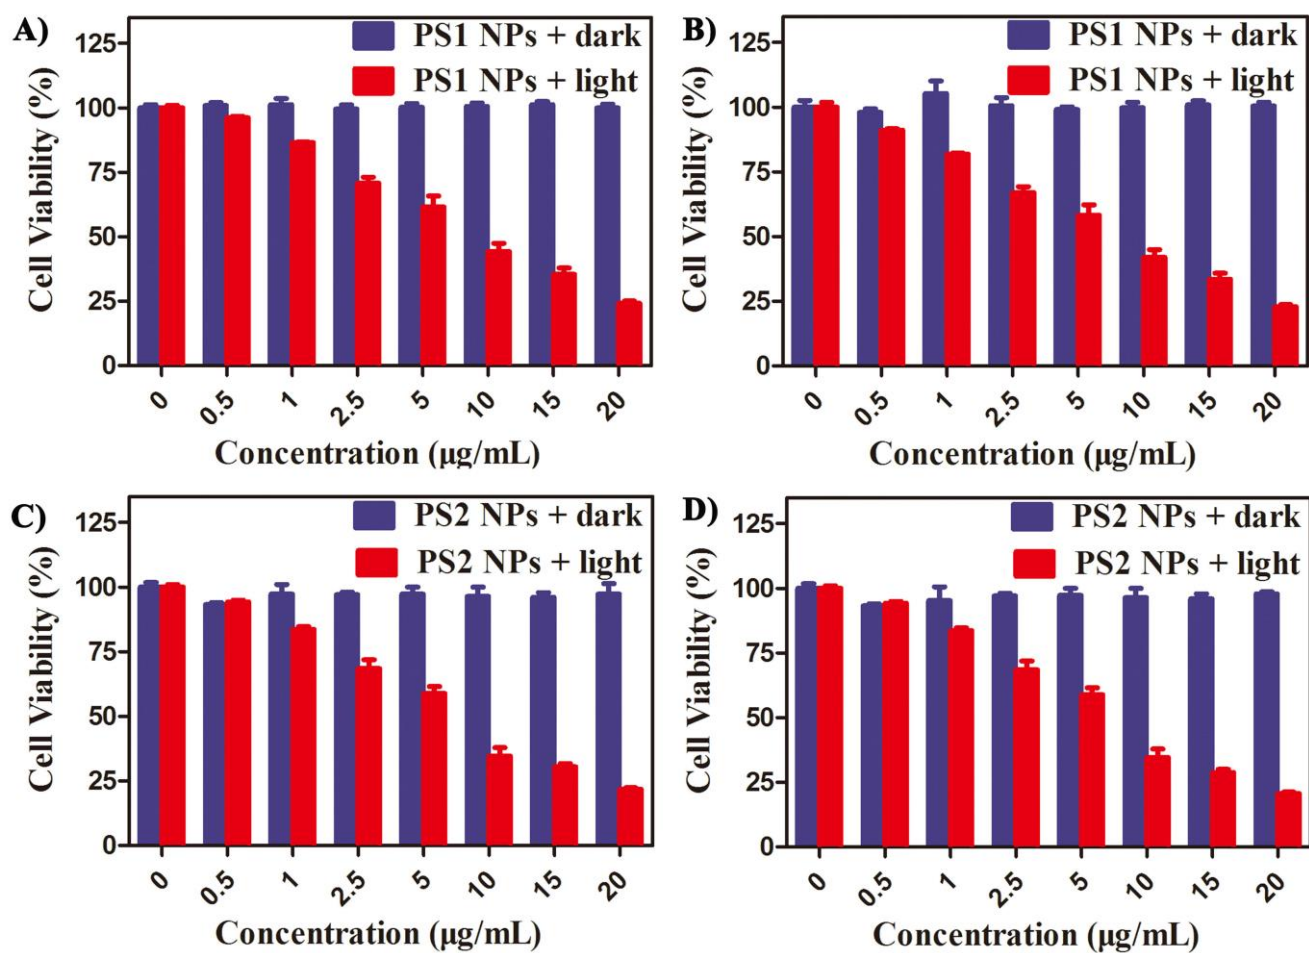 A)
PS1 NPs + dark
PS1 NPs + light
Cell Viability (%)
125
100
75
50
25
0
0 0.5 1 2.5 5 10 15 20
Concentration (μg/mL)
B)
PS1 NPs + dark
PS1 NPs + light
Cell Viability (%)
125
100
75
50
25
0
0 0.5 1 2.5 5 10 15 20
Concentration (μg/mL)
C)
PS2 NPs + dark
PS2 NPs + light
Cell Viability (%)
125
100
75
50
25
0
0 0.5 1 2.5 5 10 15 20
Concentration (μg/mL)
D)
PS2 NPs + dark
PS2 NPs + light
Cell Viability (%)
125
100
75
50
25
0
0 0.5 1 2.5 5 10 15 20
Concentration (μg/mL)